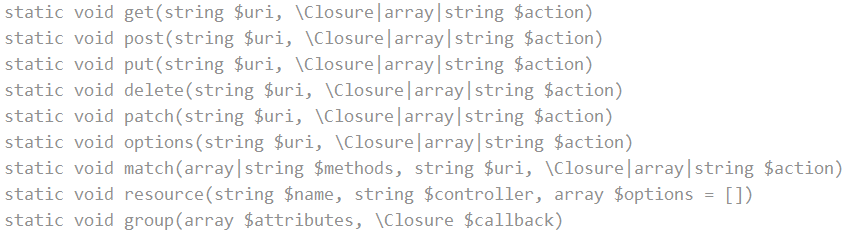 static void get(string $uri, \Closure|array|string $action)
static void post(string $uri, \Closure|array|string $action)
static void put(string $uri, \Closure|array|string $action)
static void delete(string $uri, \Closure|array|string $action)
static void patch(string $uri, \Closure|array|string $action)
static void options(string $uri, \Closure|array|string $action)
static void match(array|string $methods, string $uri, \Closure|array|string $action)
static void resource(string $name, string $controller, array $options = [])
static void group(array $attributes, \Closure $callback)